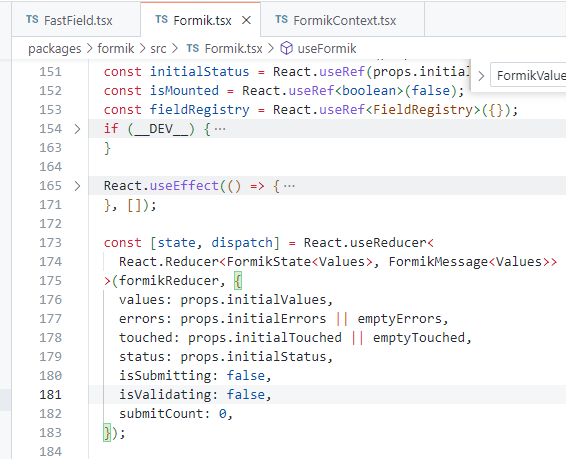 TS FastField.tsx
TS Formik.tsx ×
TS FormikContext.tsx
packages > formik > src > TS Formik.tsx > useFormik
151 const initialStatus = React.useRef(props.initial
FormikValue
152 const isMounted = React.useRef<boolean>(false);
153 const fieldRegistry = React.useRef<FieldRegistry>({});
154 > if (__DEV__) { ···
163 }
164
165 > React.useEffect(() => { ···
171 }, []);
172
173 const [state, dispatch] = React.useReducer<
174 React.Reducer<FormikState<Values>, FormikMessage<Values>>
175 >(formikReducer, {
176 values: props.initialValues,
177 errors: props.initialErrors || emptyErrors,
178 touched: props.initialTouched || emptyTouched,
179 status: props.initialStatus,
180 isSubmitting: false,
181 isValidating: false,
182 submitCount: 0,
183 });
184